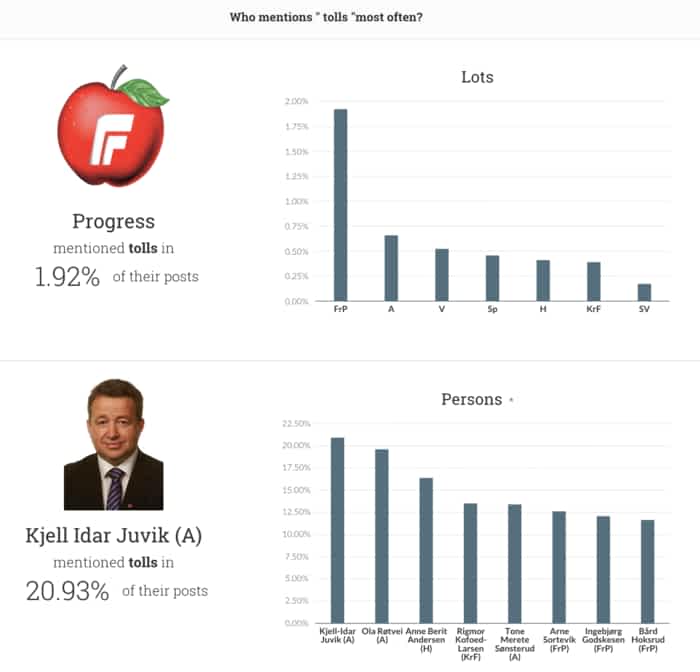 Who mentions " tolls "most often?
Progress
mentioned tolls in
1.92% of their posts
Lots
2.00%
1.75%
1.50%
1.25%
1.00%
0.75%
0.50%
0.25%
0.00%
FrP A V Sp H KrF SV
Kjell Idar Juvik (A)
mentioned tolls in
20.93% of their posts
Persons *
22.50%
20.00%
17.50%
15.00%
12.50%
10.00%
7.50%
5.00%
2.50%
0.00%
Kjell-Idar Ola Røtvei Anne Berit Rigmor Tone Arne Ingebjørg Bård
Juvik (A) (A) Andersen Kofoed- Merete Sortevik Godskesen Hoksrud
(H) Larsen Sønsterud (FrP) (FrP) (FrP)
(KrF) (A)